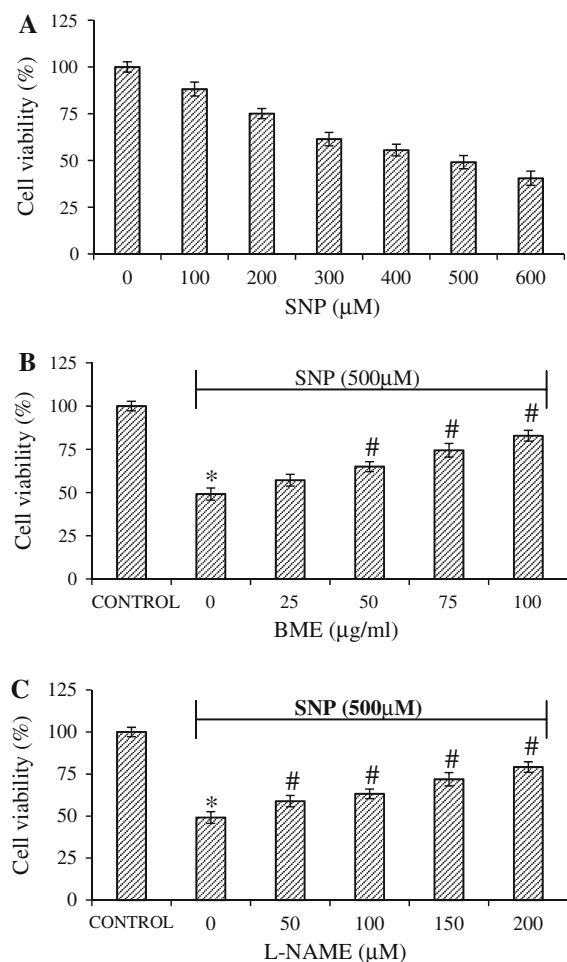 A
125
100
75
50
25
0
Cell viability (%)
0 100 200 300 400 500 600
SNP (μM)
B
125
100
75
50
25
0
Cell viability (%)
SNP (500μM)
*
#
#
#
CONTROL 0 25 50 75 100
BME (μg/ml)
C
125
100
75
50
25
0
Cell viability (%)
SNP (500μM)
*
#
#
#
#
CONTROL 0 50 100 150 200
L-NAME (μM)